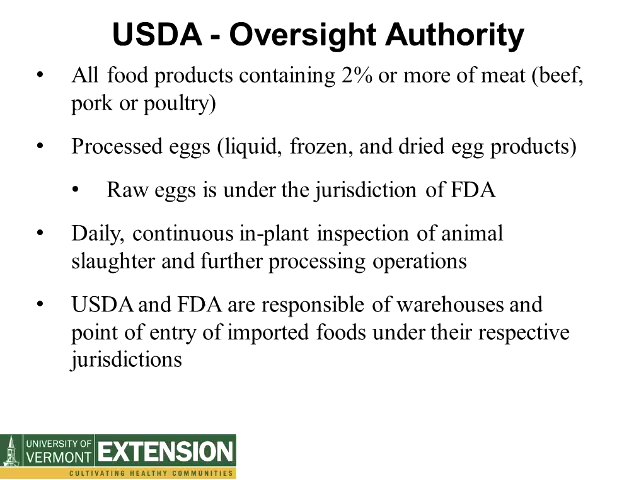 USDA - Oversight Authority
• All food products containing 2% or more of meat (beef,
pork or poultry)
• Processed eggs (liquid, frozen, and dried egg products)
• Raw eggs is under the jurisdiction of FDA
• Daily, continuous in-plant inspection of animal
slaughter and further processing operations
• USDA and FDA are responsible of warehouses and
point of entry of imported foods under their respective
jurisdictions
UNIVERSITY OF
VERMONT
EXTENSION
CULTIVATING HEALTHY COMMUNITIES